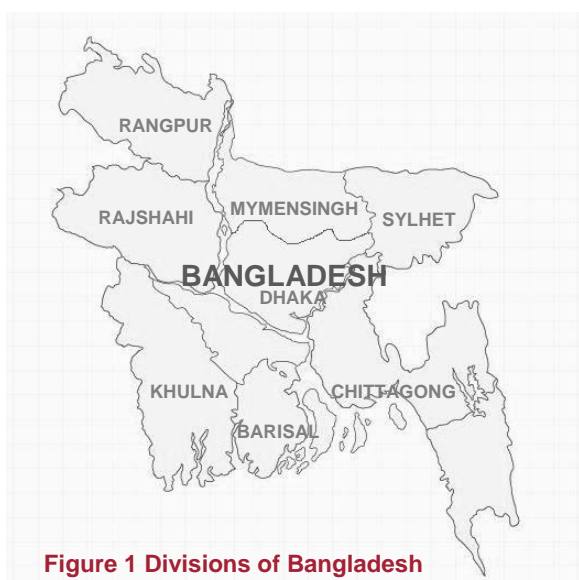 RANGPUR
RAJSHAHI
MYMENSINGH
SYLHET
BANGLADESH
DHAKA
KHULNA
CHITTAGONG
BARISAL
Figure 1 Divisions of Bangladesh